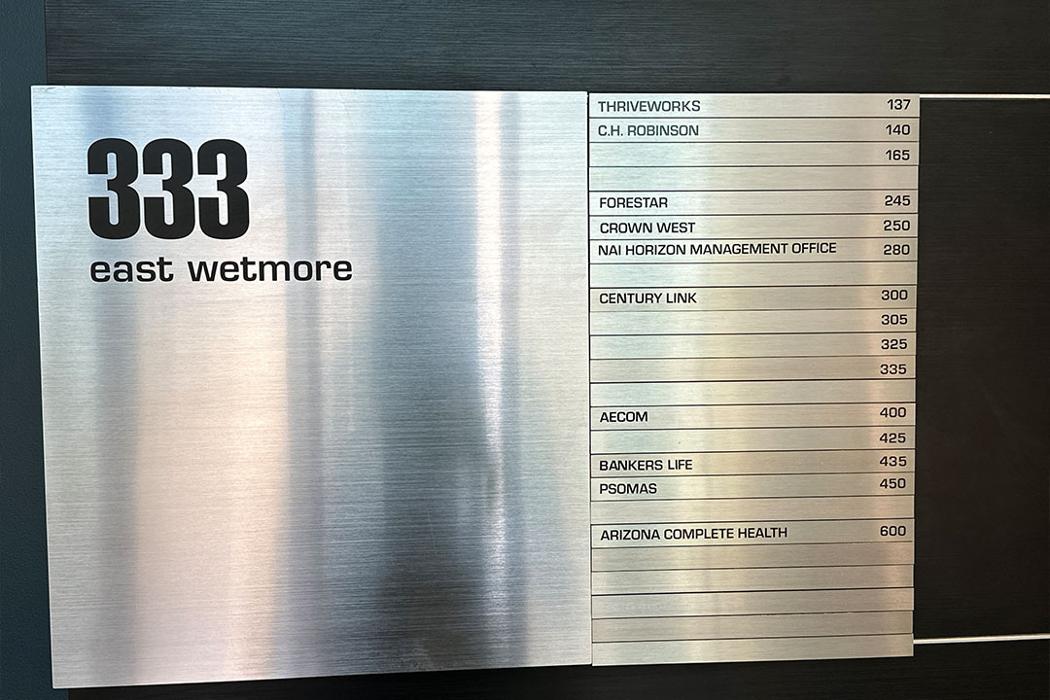 333
east wetmore
THRIVEWORKS 137
C.H. ROBINSON 140
165
FORESTAR 245
CROWN WEST 250
NAI HORIZON MANAGEMENT OFFICE 280
CENTURY LINK 300
305
325
335
AECOM 400
425
BANKERS LIFE 435
PSOMAS 450
ARIZONA COMPLETE HEALTH 600